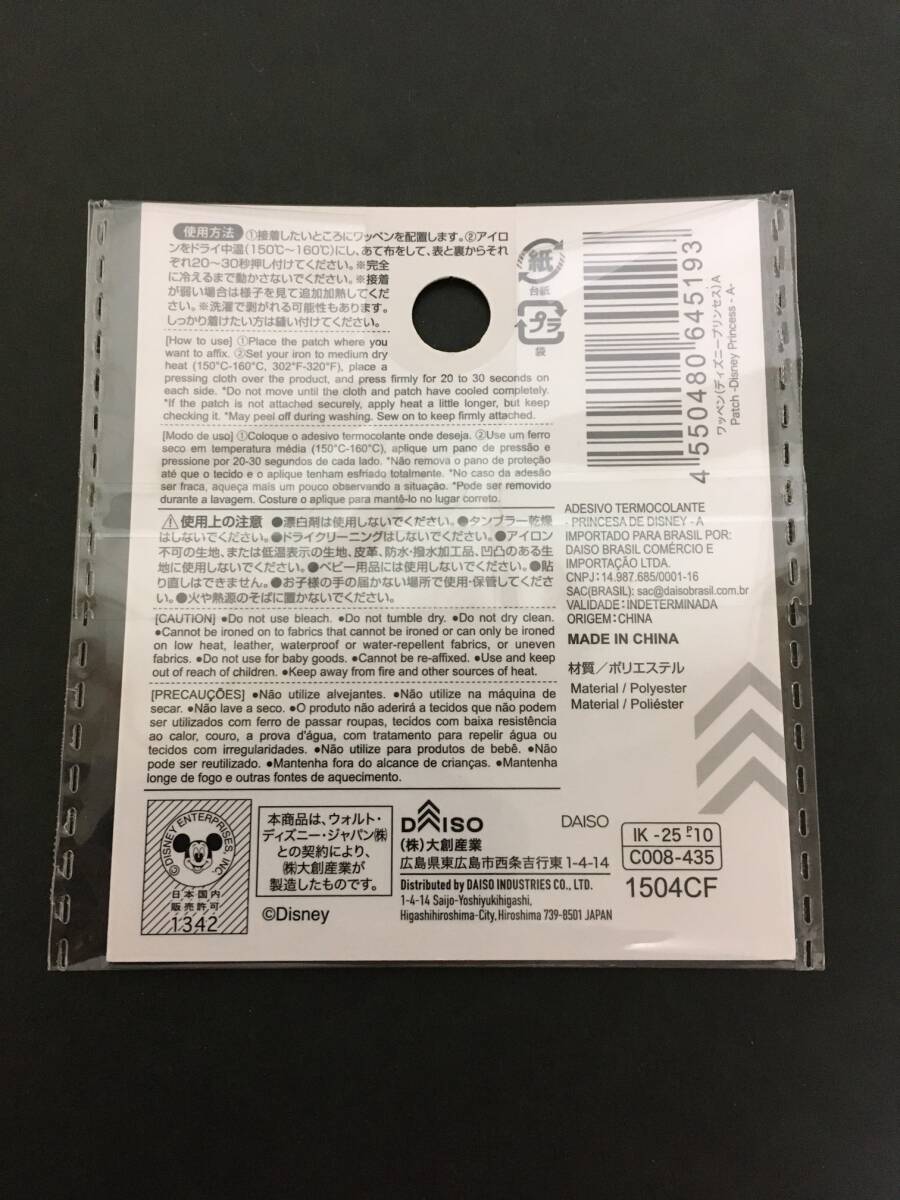 使用方法 ①接着したいところにワッペンを配置します。②アイロ
ンをドライ中温(150℃~160℃)にし、あて布をして、表と裏からそれ
ぞれ20~30秒押し付けてください。※完全
に冷えるまで動かさないでください。※接着
が弱い場合は様子を見て追加加熱してくだ
さい。※洗濯で剥がれる可能性もあります。
しっかり着けたい方は縫い付けてください。
[How to use] ①Place the patch where you
want to affix. ②Set your iron to medium dry
heat (150°C-160°C, 302°F-320°F), place a
pressing cloth over the product, and press firmly for 20 to 30 seconds on
each side. *Do not move until the cloth and patch have cooled completely.
*If the patch is not attached securely, apply heat a little longer, but keep
checking it. *May peel off during washing. Sew on to keep firmly attached.
[Modo de uso] ①Coloque o adesivo termocolante onde deseja. ②Use um ferro
seco em temperatura média (150°C-160°C), aplique um pano de pressão e
pressione por 20-30 segundos de cada lado. *Não remova o pano de proteção
até que o tecido e o aplique tenham esfriado totalmente. *No caso da adesão
ser fraca, aqueça mais um pouco observando a situação. *Pode ser removido
durante a lavagem. Costure o aplique para mantê-lo no lugar correto.
⚠使用上の注意 ●漂白剤は使用しないでください。●タンブラー乾燥
はしないでください。●ドライクリーニングはしないでください。●アイロン
不可の生地、または低温表示の生地、皮革、防水・撥水加工品、凹凸のある生
地に使用しないでください。●ベビー用品には使用しないでください。●貼
り直しはできません。●お子様の手の届かない場所で使用・保管してくださ
い。●火や熱源のそばに置かないでください。
[CAUTION] ●Do not use bleach. ●Do not tumble dry. ●Do not dry clean.
●Cannot be ironed on to fabrics that cannot be ironed or can only be ironed
on low heat, leather, waterproof or water-repellent fabrics, or uneven
fabrics. ●Do not use for baby goods. ●Cannot be re-affixed. ●Use and keep
out of reach of children. ●Keep away from fire and other sources of heat.
[PRECAUÇÕES] ●Não utilize alvejantes. ●Não utilize na máquina de
secar. ●Não lave a seco. ●O produto não aderirá a tecidos que não podem
ser utilizados com ferro de passar roupas, tecidos com baixa resistência
ao calor, couro, a prova d'água, com tratamento para repelir água ou
tecidos com irregularidades. ●Não utilize para produtos de bebê. ●Não
pode ser reutilizado. ●Mantenha fora do alcance de crianças. ●Mantenha
longe de fogo e outras fontes de aquecimento.
紙
台紙
プラ
袋
4 550480 645193
ワッペン(ディズニープリンセス)A
Patch -Disney Princess - A-
ADESIVO TERMOCOLANTE
- PRINCESA DE DISNEY - A
IMPORTADO PARA BRASIL POR:
DAISO BRASIL COMÉRCIO E
IMPORTAÇÃO LTDA.
CNPJ : 14.987.685/0001-16
SAC(BRASIL): sac@daisobrasil.com.br
VALIDADE: INDETERMINADA
ORIGEM: CHINA
MADE IN CHINA
材質/ポリエステル
Material / Polyester
Material / Poliéster
©DISNEY ENTERPRISES, INC.
日本国内
販売許可
1342
本商品は、ウォルト・
ディズニー・ジャパン㈱
との契約により、
㈱大創産業が
製造したものです。
©Disney
DAISO
(株)大創産業
広島県東広島市西条吉行東1-4-14
Distributed by DAISO INDUSTRIES CO., LTD.
1-4-14 Saijo-Yoshiyukihigashi,
Higashihiroshima-City, Hiroshima 739-8501 JAPAN
DAISO
IK -25 P 10
C008-435
1504CF